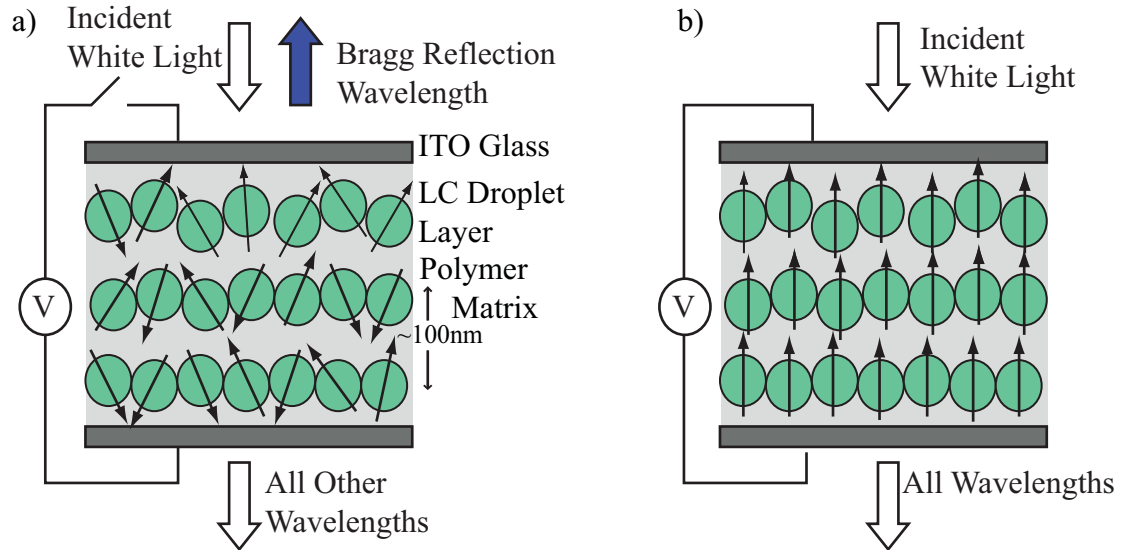 a)
Incident
White Light
Bragg Reflection
Wavelength
ITO Glass
LC Droplet
Layer
Polymer
Matrix
~100nm
V
All Other
Wavelengths
b)
Incident
White Light
V
All Wavelengths